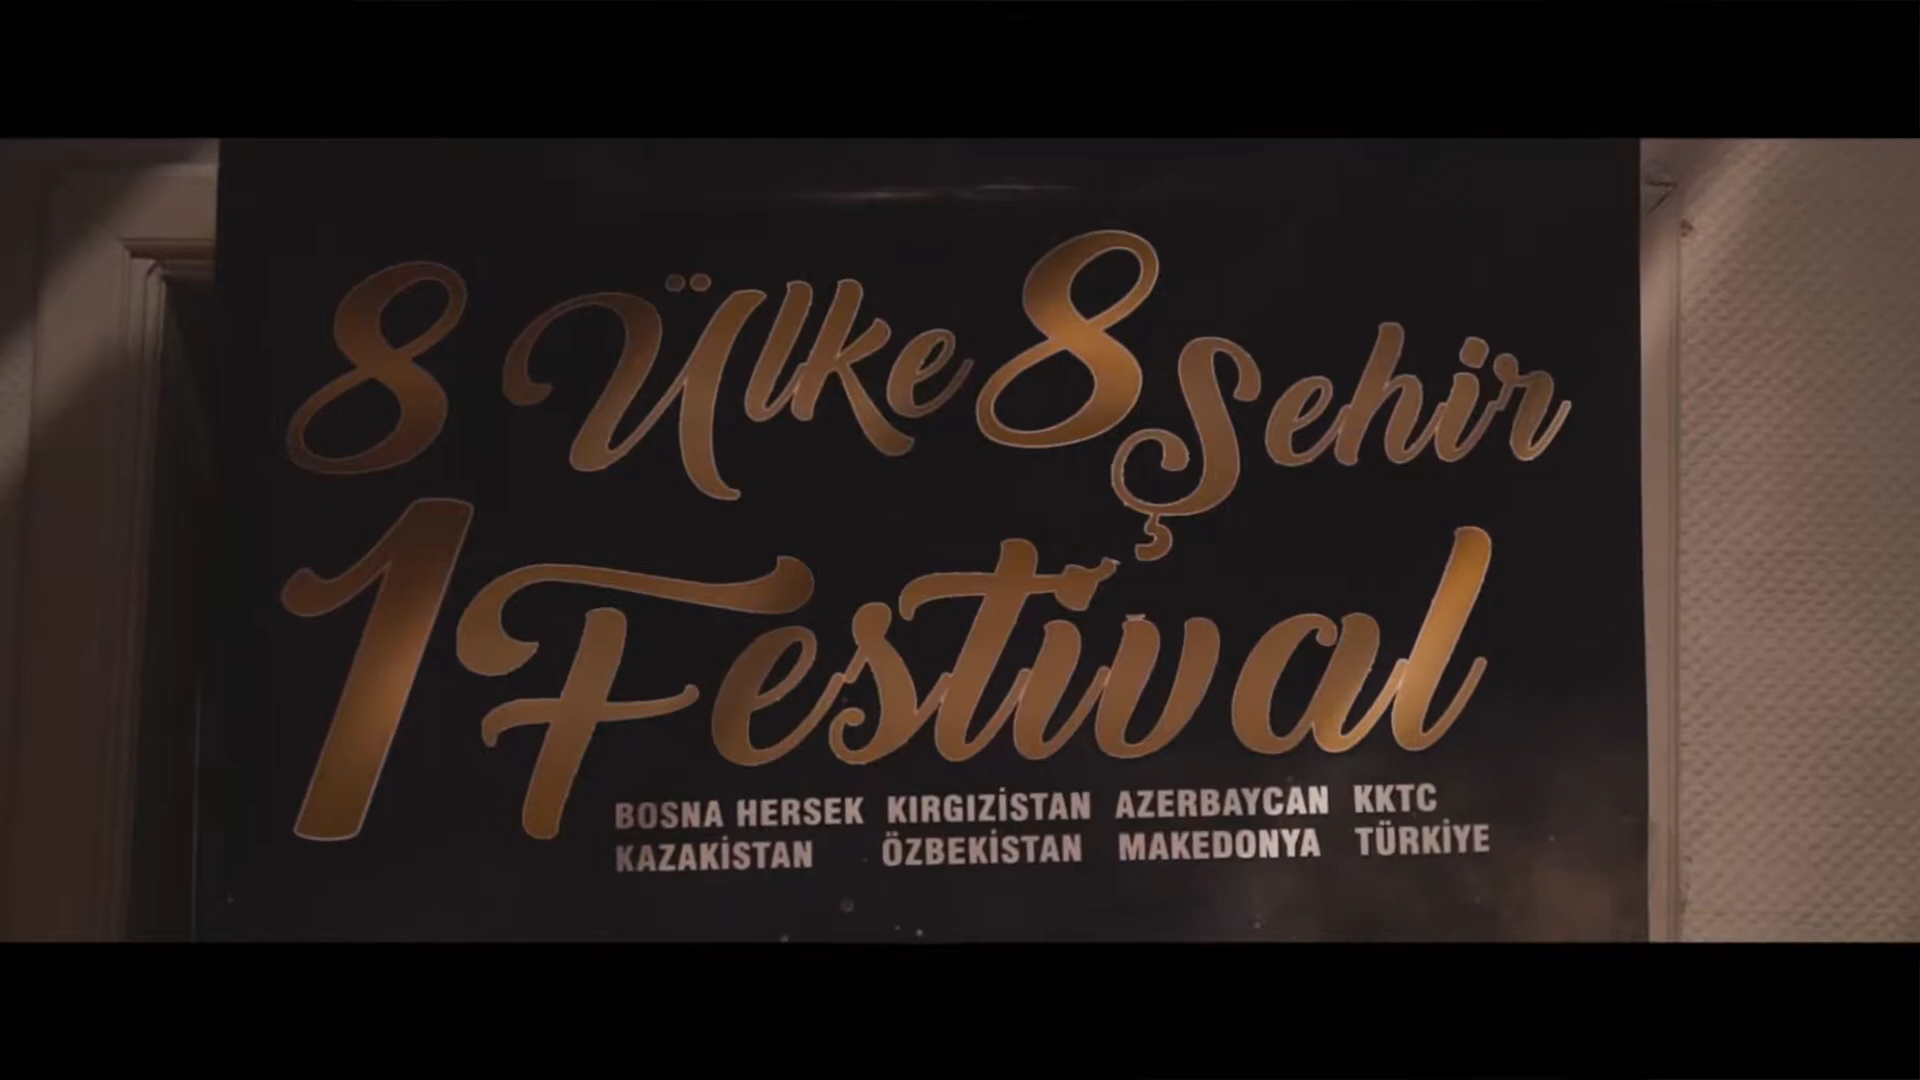 8 Ülke 8 Şehir
1 Festival
BOSNA HERSEK KIRGIZİSTAN AZERBAYCAN KKTC
KAZAKİSTAN ÖZBEKİSTAN MAKEDONYA TÜRKİYE